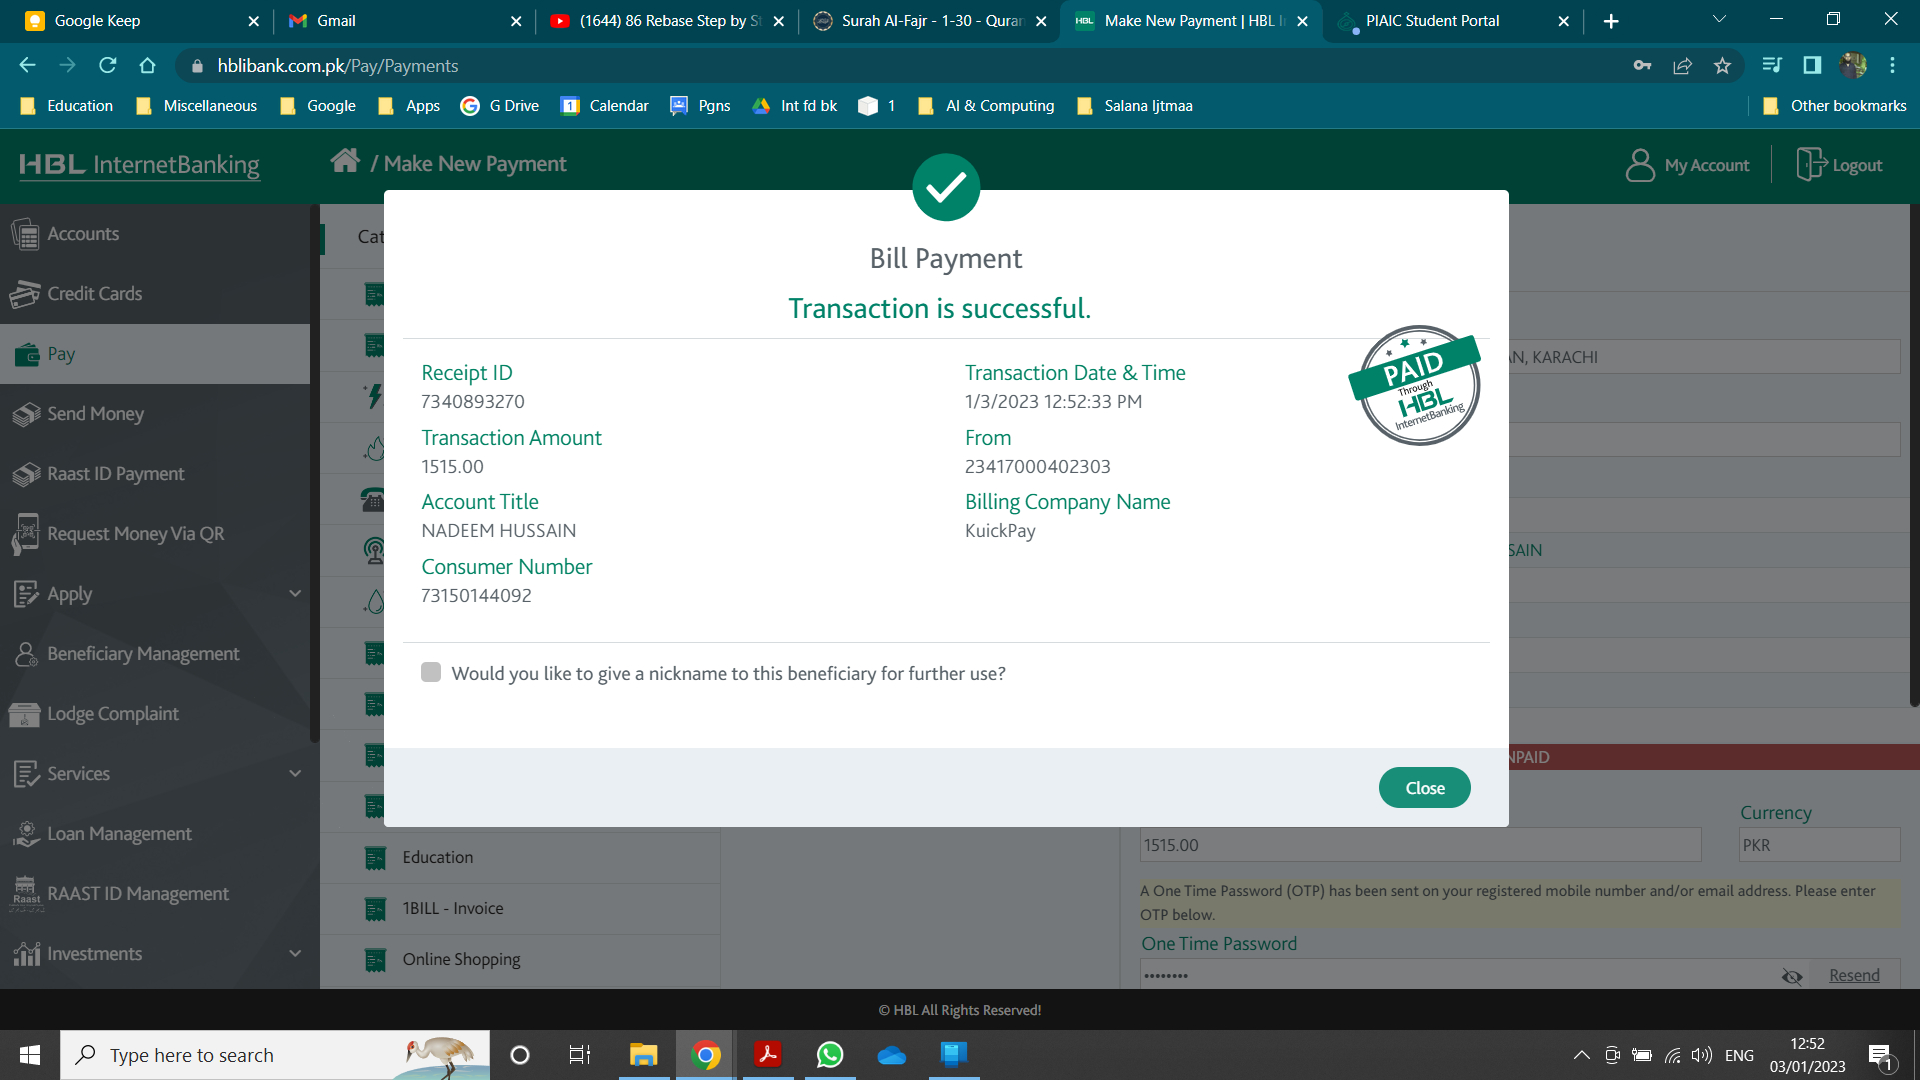 Google Keep
Gmail
(1644) 86 Rebase Step by St
Surah Al-Fajr - 1-30 - Quran
Make New Payment | HBL I
PIAIC Student Portal
hblibank.com.pk/Pay/Payments
Education
Miscellaneous
Google
Apps
G Drive
Calendar
Pgns
Int fd bk
1
AI & Computing
Salana Ijtmaa
Other bookmarks
HBL InternetBanking
/ Make New Payment
My Account
Logout
Accounts
Credit Cards
Pay
Send Money
Raast ID Payment
Request Money Via QR
Apply
Beneficiary Management
Lodge Complaint
Services
Loan Management
Raast
RAAST ID Management
Investments
Cat
Education
1BILL - Invoice
Online Shopping
Bill Payment
Transaction is successful.
Receipt ID
7340893270
Transaction Date & Time
1/3/2023 12:52:33 PM
Transaction Amount
1515.00
From
23417000402303
Account Title
NADEEM HUSSAIN
Billing Company Name
KuickPay
Consumer Number
73150144092
PAID
Through
HBL
InternetBanking
Would you like to give a nickname to this beneficiary for further use?
Close
AN, KARACHI
SAIN
NPAID
Currency
1515.00
PKR
A One Time Password (OTP) has been sent on your registered mobile number and/or email address. Please enter
OTP below.
One Time Password
••••••••
Resend
© HBL All Rights Reserved!
Type here to search
ENG
12:52
03/01/2023
1